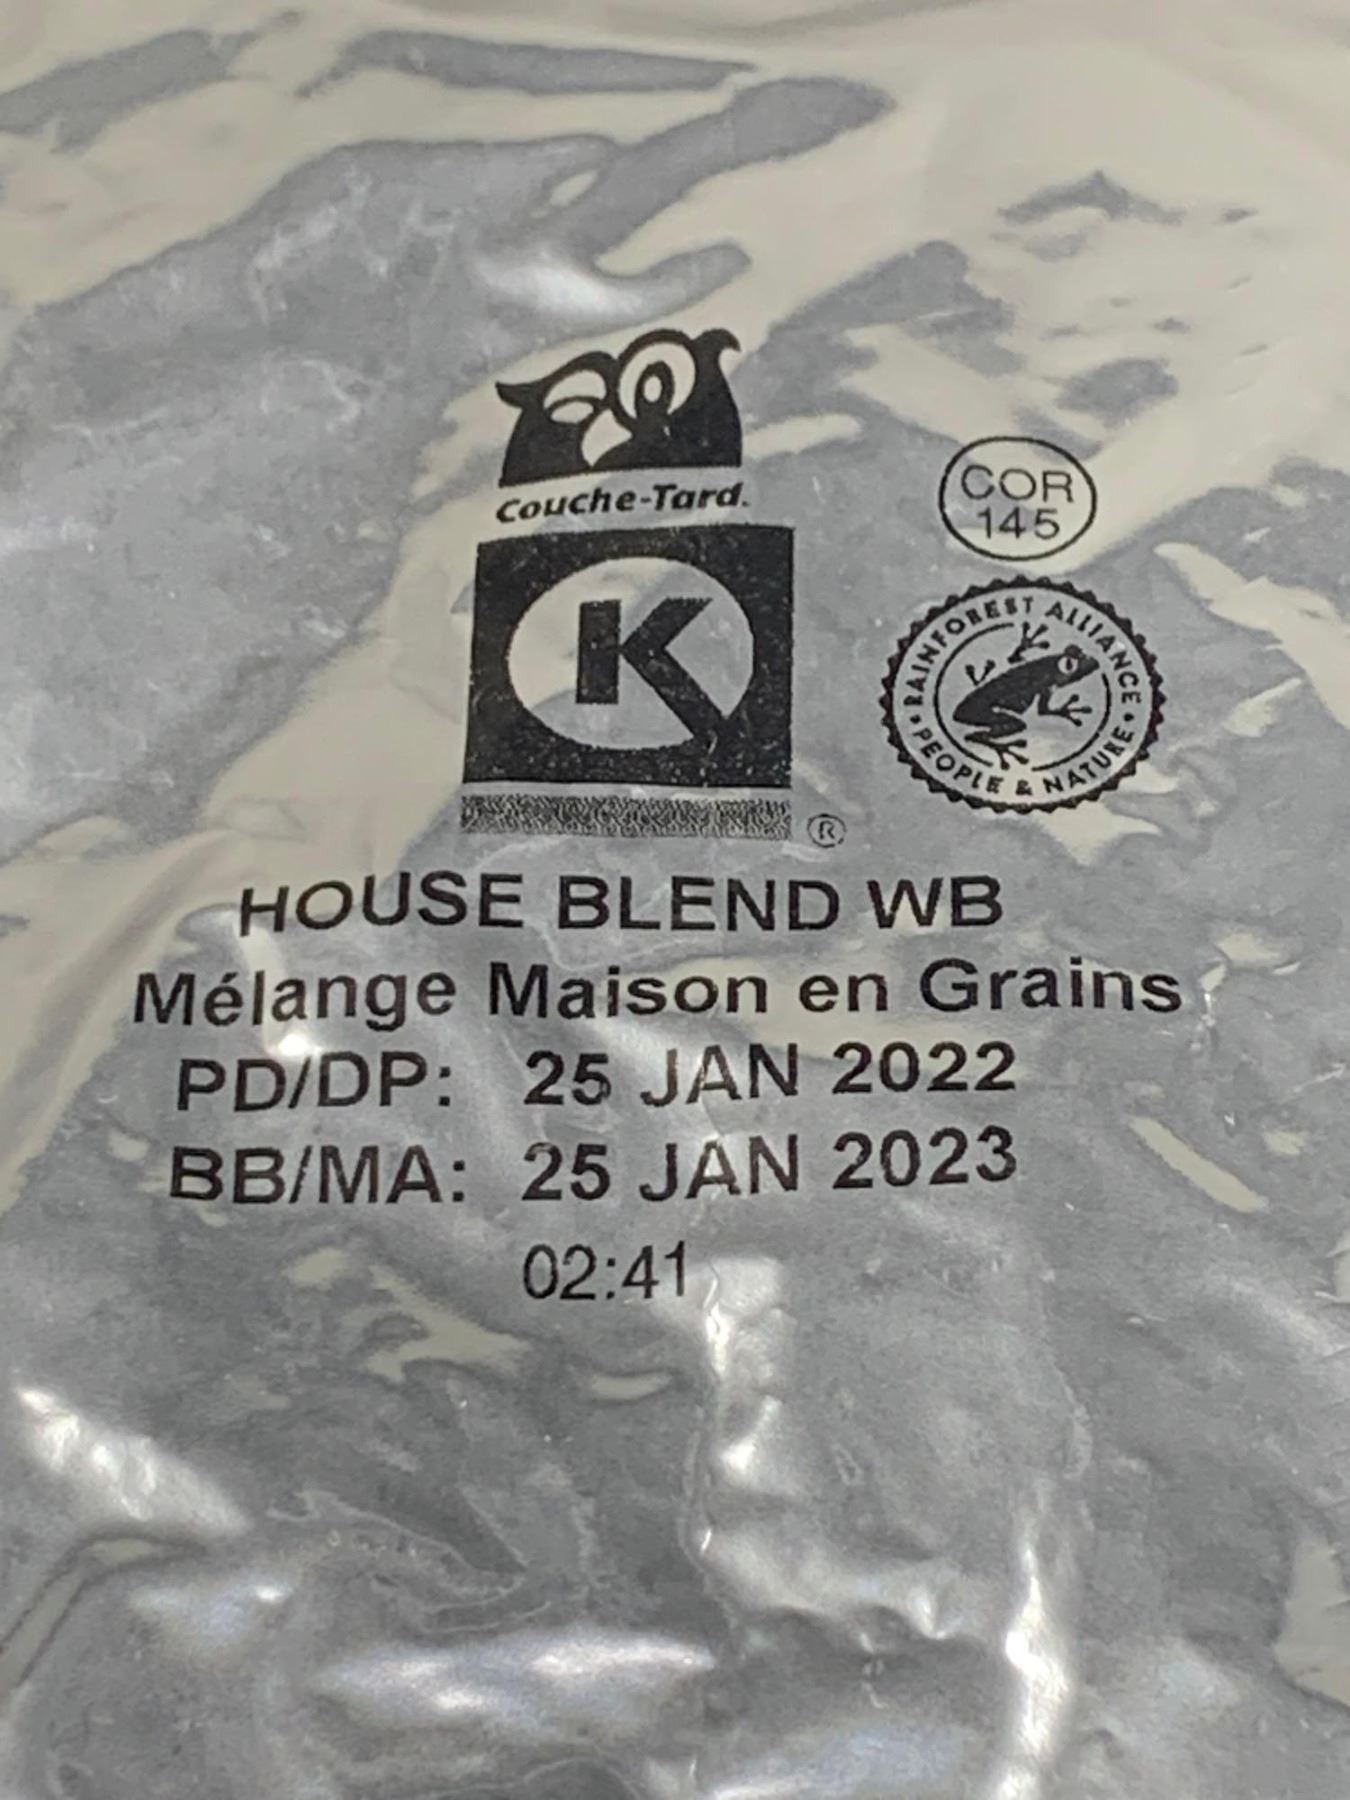 Couche-Tard.
COR
145
K
RAINFOREST ALLIANCE
• PEOPLE & NATURE •
®
HOUSE BLEND WB
Mélange Maison en Grains
PD/DP: 25 JAN 2022
BB/MA: 25 JAN 2023
02:41